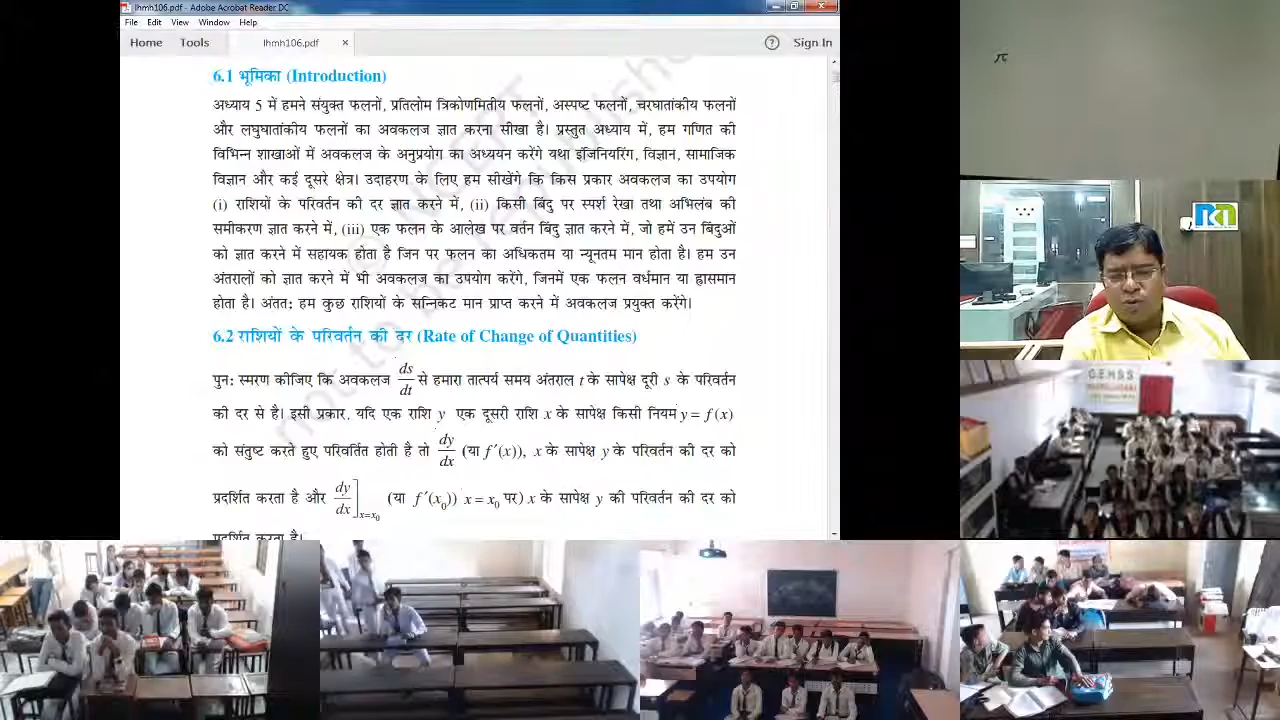 lhmh106.pdf - Adobe Acrobat Reader DC
File Edit View Window Help
Home Tools lhmh106.pdf × ? Sign In
6.1 भूमिका (Introduction)
अध्याय 5 में हमने संयुक्त फलनों, प्रतिलोम त्रिकोणमितीय फलनों, अस्पष्ट फलनों, चरघातांकीय फलनों
और लघुघातांकीय फलनों का अवकलज ज्ञात करना सीखा है। प्रस्तुत अध्याय में, हम गणित की
विभिन्न शाखाओं में अवकलज के अनुप्रयोग का अध्ययन करेंगे यथा इंजिनियरिंग, विज्ञान, सामाजिक
विज्ञान और कई दूसरे क्षेत्र। उदाहरण के लिए हम सीखेंगे कि किस प्रकार अवकलज का उपयोग
(i) राशियों के परिवर्तन की दर ज्ञात करने में, (ii) किसी बिंदु पर स्पर्श रेखा तथा अभिलंब की
समीकरण ज्ञात करने में, (iii) एक फलन के आलेख पर वर्तन बिंदु ज्ञात करने में, जो हमें उन बिंदुओं
को ज्ञात करने में सहायक होता है जिन पर फलन का अधिकतम या न्यूनतम मान होता है। हम उन
अंतरालों को ज्ञात करने में भी अवकलज का उपयोग करेंगे, जिनमें एक फलन वर्धमान या ह्रासमान
होता है। अंततः हम कुछ राशियों के सन्निकट मान प्राप्त करने में अवकलज प्रयुक्त करेंगे।
6.2 राशियों के परिवर्तन की दर (Rate of Change of Quantities)
पुनः स्मरण कीजिए कि अवकलज ds/dt से हमारा तात्पर्य समय अंतराल t के सापेक्ष दूरी s के परिवर्तन
की दर से है। इसी प्रकार, यदि एक राशि y एक दूसरी राशि x के सापेक्ष किसी नियम y = f (x)
को संतुष्ट करते हुए परिवर्तित होती है तो dy/dx (या f′(x)), x के सापेक्ष y के परिवर्तन की दर को
प्रदर्शित करता है और dy/dx]x=x0 (या f′(x0)) x = x0 पर) x के सापेक्ष y की परिवर्तन की दर को
प्रदर्शित करता है।